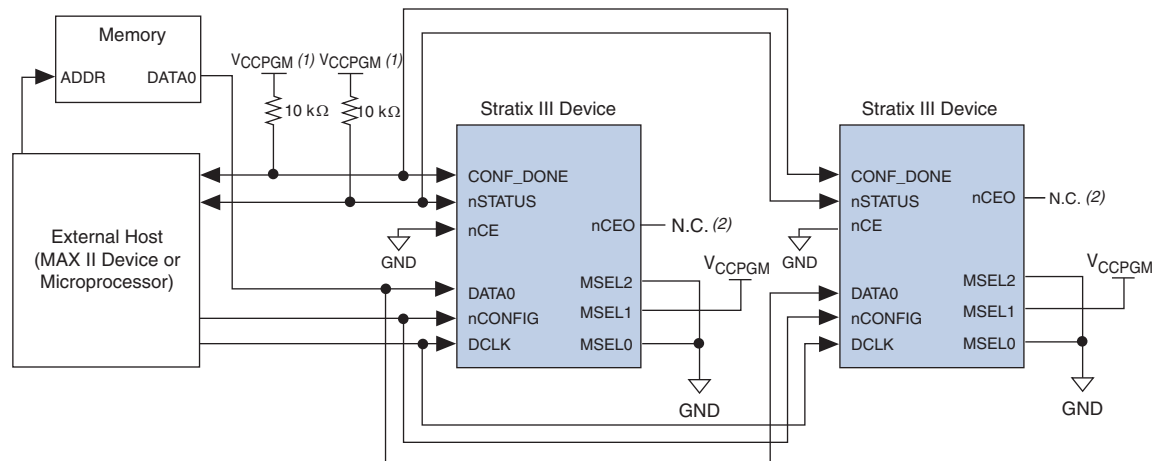 Memory
ADDR DATA0
VCCPGM (1) VCCPGM (1)
10 kΩ 10 kΩ
Stratix III Device
Stratix III Device
External Host
(MAX II Device or
Microprocessor)
CONF_DONE
nSTATUS
nCE
GND
nCEO
N.C. (2)
VCCPGM
DATA0
nCONFIG
DCLK
MSEL2
MSEL1
MSEL0
GND
CONF_DONE
nSTATUS
nCE
GND
nCEO
N.C. (2)
VCCPGM
DATA0
nCONFIG
DCLK
MSEL2
MSEL1
MSEL0
GND